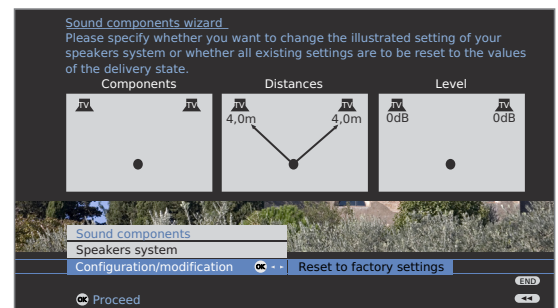 Sound components wizard
Please specify whether you want to change the illustrated setting of your
speakers system or whether all existing settings are to be reset to the values
of the delivery state.
Components Distances Level
TV TV TV TV TV TV
4,0m 4,0m 0dB 0dB
Sound components
Speakers system
Configuration/modification OK - - Reset to factory settings
END
OK Proceed